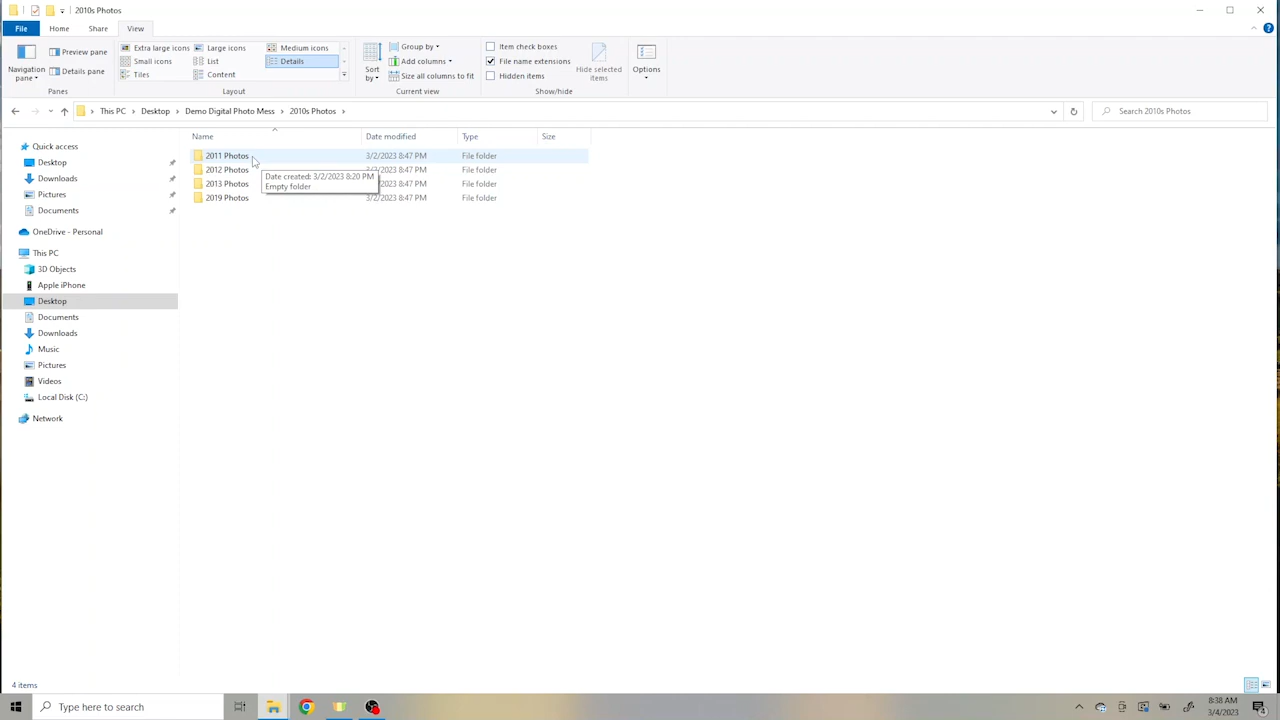 2010s Photos
File Home Share View
Navigation pane
Preview pane
Details pane
Panes
Extra large icons Large icons Medium icons
Small icons List Details
Tiles Content
Layout
Sort by
Group by
Add columns
Size all columns to fit
Current view
Item check boxes
File name extensions
Hidden items
Hide selected items
Show/hide
Options
This PC Desktop Demo Digital Photo Mess 2010s Photos
Search 2010s Photos
Name Date modified Type Size
2011 Photos 3/2/2023 8:47 PM File folder
2012 Photos 3/2/2023 8:47 PM File folder
2013 Photos 3/2/2023 8:47 PM File folder
2019 Photos 3/2/2023 8:47 PM File folder
Date created: 3/2/2023 8:20 PM
Empty folder
Quick access
Desktop
Downloads
Pictures
Documents
OneDrive - Personal
This PC
3D Objects
Apple iPhone
Desktop
Documents
Downloads
Music
Pictures
Videos
Local Disk (C:)
Network
4 items
Type here to search
8:38 AM
3/4/2023